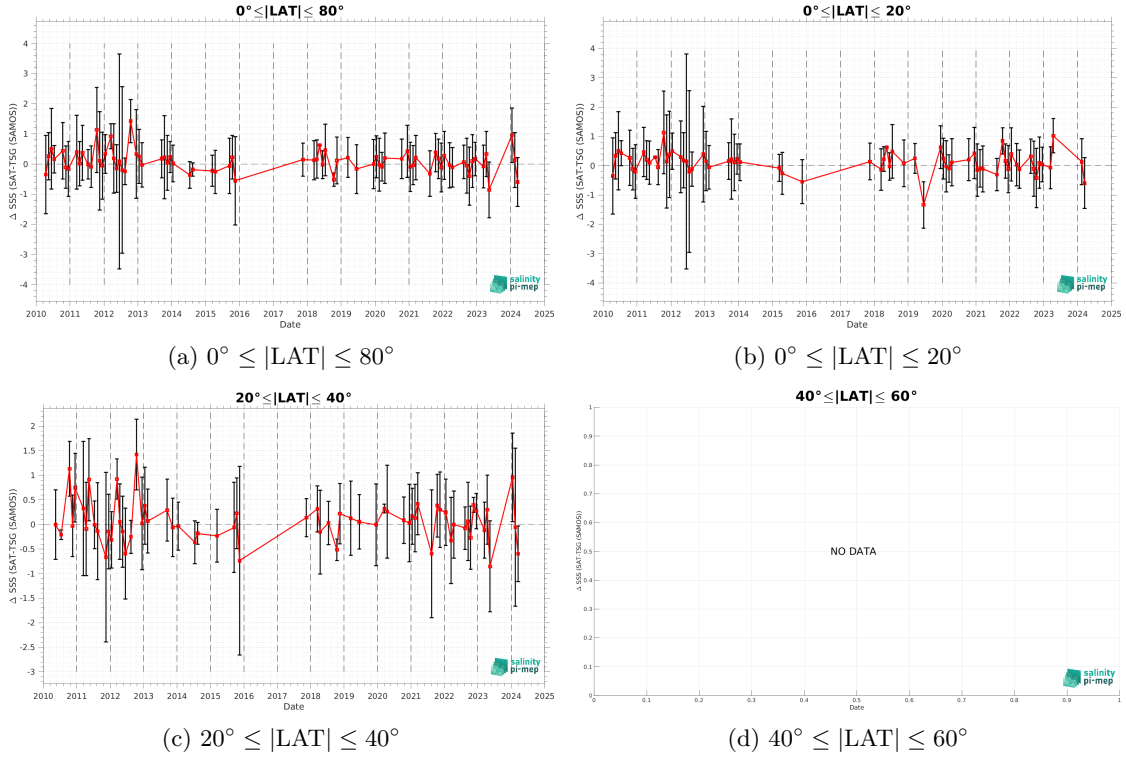 0°≤|LAT|≤ 80°
Δ SSS (SAT-TSG (SAMOS))
4
3
2
1
0
-1
-2
-3
-4
2010 2011 2012 2013 2014 2015 2016 2017 2018 2019 2020 2021 2022 2023 2024 2025
Date
salinity
pi-mep
(a) 0° ≤ |LAT| ≤ 80°
0°≤|LAT|≤ 20°
Δ SSS (SAT-TSG (SAMOS))
4
3
2
1
0
-1
-2
-3
-4
2010 2011 2012 2013 2014 2015 2016 2017 2018 2019 2020 2021 2022 2023 2024 2025
Date
salinity
pi-mep
(b) 0° ≤ |LAT| ≤ 20°
20°≤|LAT|≤ 40°
Δ SSS (SAT-TSG (SAMOS))
2
1.5
1
0.5
0
-0.5
-1
-1.5
-2
-2.5
-3
2010 2011 2012 2013 2014 2015 2016 2017 2018 2019 2020 2021 2022 2023 2024 2025
Date
salinity
pi-mep
(c) 20° ≤ |LAT| ≤ 40°
40°≤|LAT|≤ 60°
Δ SSS (SAT-TSG (SAMOS))
1
0.9
0.8
0.7
0.6
0.5
0.4
0.3
0.2
0.1
0
NO DATA
0 0.1 0.2 0.3 0.4 0.5 0.6 0.7 0.8 0.9 1
Date
salinity
pi-mep
(d) 40° ≤ |LAT| ≤ 60°